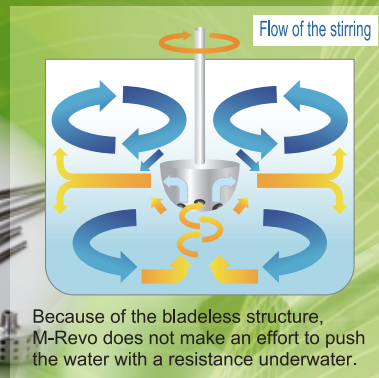 Flow of the stirring
Because of the bladeless structure,
M-Revo does not make an effort to push
the water with a resistance underwater.